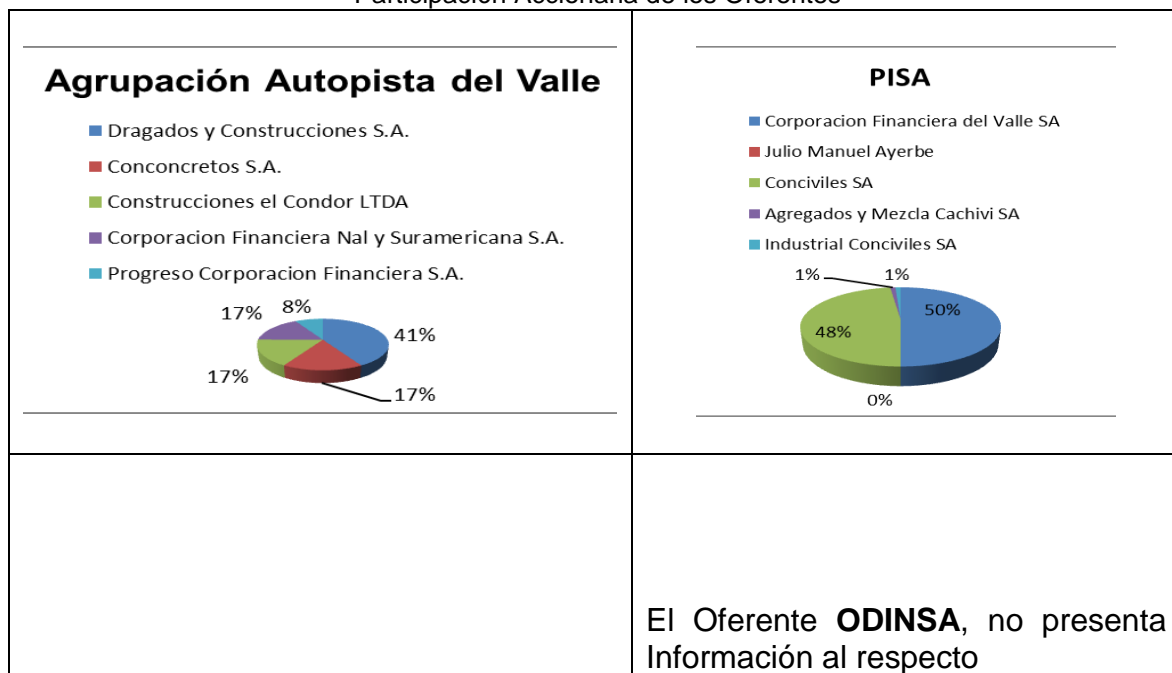 Participación Accionaria de los Oferentes
Agrupación Autopista del Valle
Dragados y Construcciones S.A.
Conconcretos S.A.
Construcciones el Condor LTDA
Corporacion Financiera Nal y Suramericana S.A.
Progreso Corporacion Financiera S.A.
17%
8%
41%
17%
17%
PISA
Corporacion Financiera del Valle SA
Julio Manuel Ayerbe
Conciviles SA
Agregados y Mezcla Cachivi SA
Industrial Conciviles SA
1%
1%
50%
48%
0%
El Oferente ODINSA, no presenta
Información al respecto